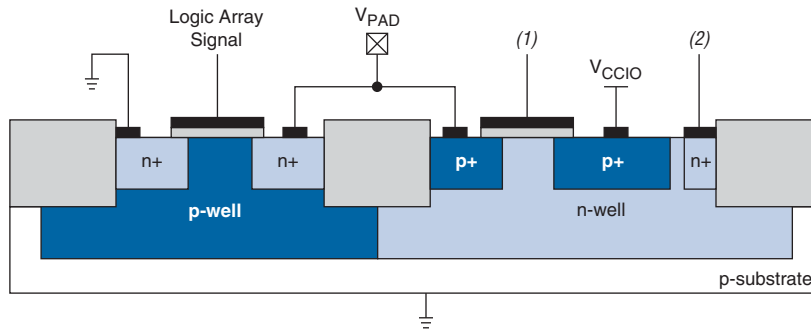 Logic Array
Signal
VPAD
(1)
(2)
VCCIO
n+
n+
p+
p+
n+
p-well
n-well
p-substrate